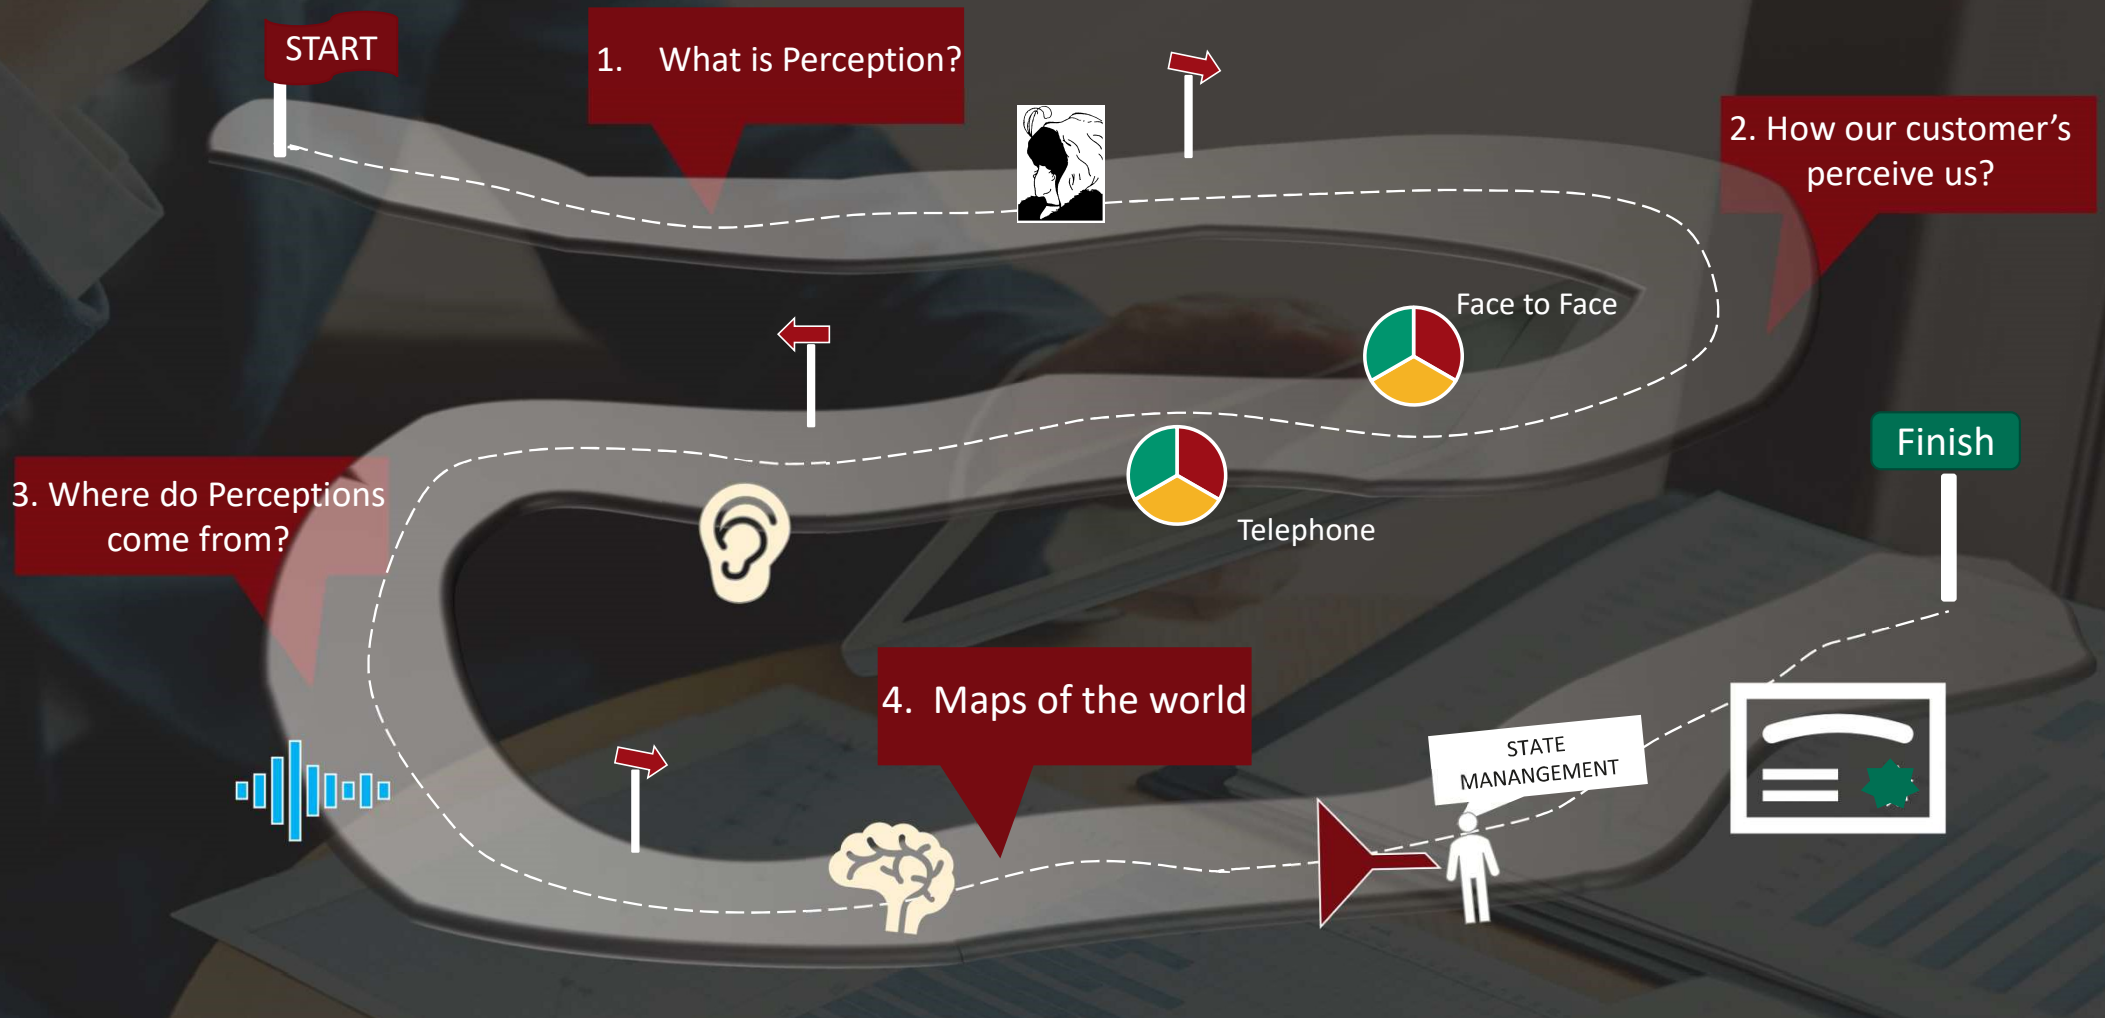 START
1. What is Perception?
2. How our customer's
perceive us?
Face to Face
Telephone
3. Where do Perceptions
come from?
4. Maps of the world
STATE
MANANGEMENT
Finish